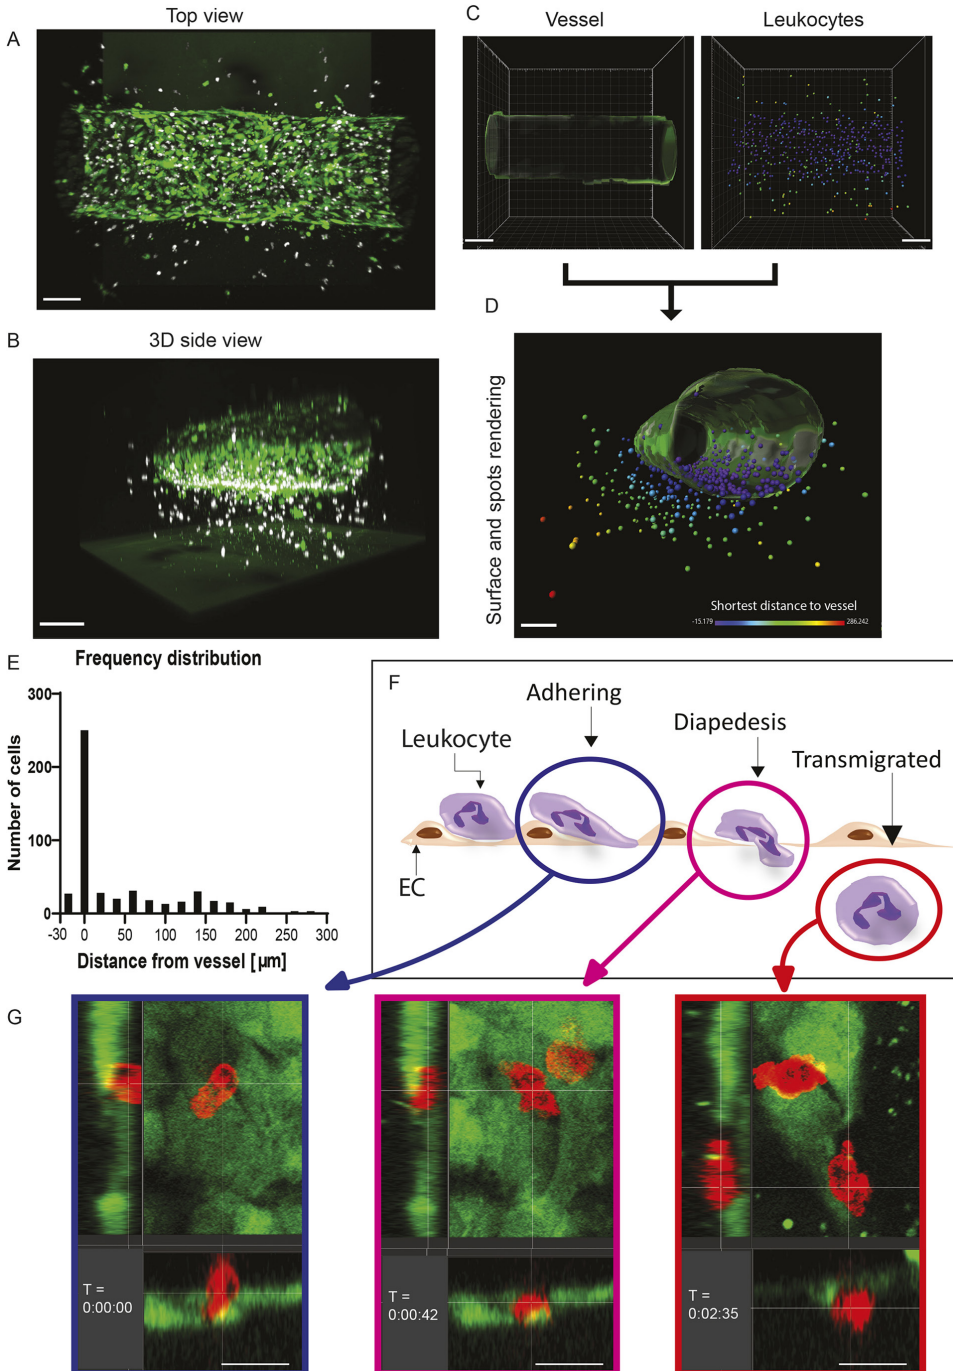 Top view
A
C
Vessel
Leukocytes
B
3D side view
D
Surface and spots rendering
Shortest distance to vessel
-15.179
286.242
E
Frequency distribution
Number of cells
300
200
100
0
-30 0 50 100 150 200 250 300
Distance from vessel [µm]
F
Leukocyte
Adhering
Diapedesis
Transmigrated
EC
G
T =
0:00:00
T =
0:00:42
T =
0:02:35